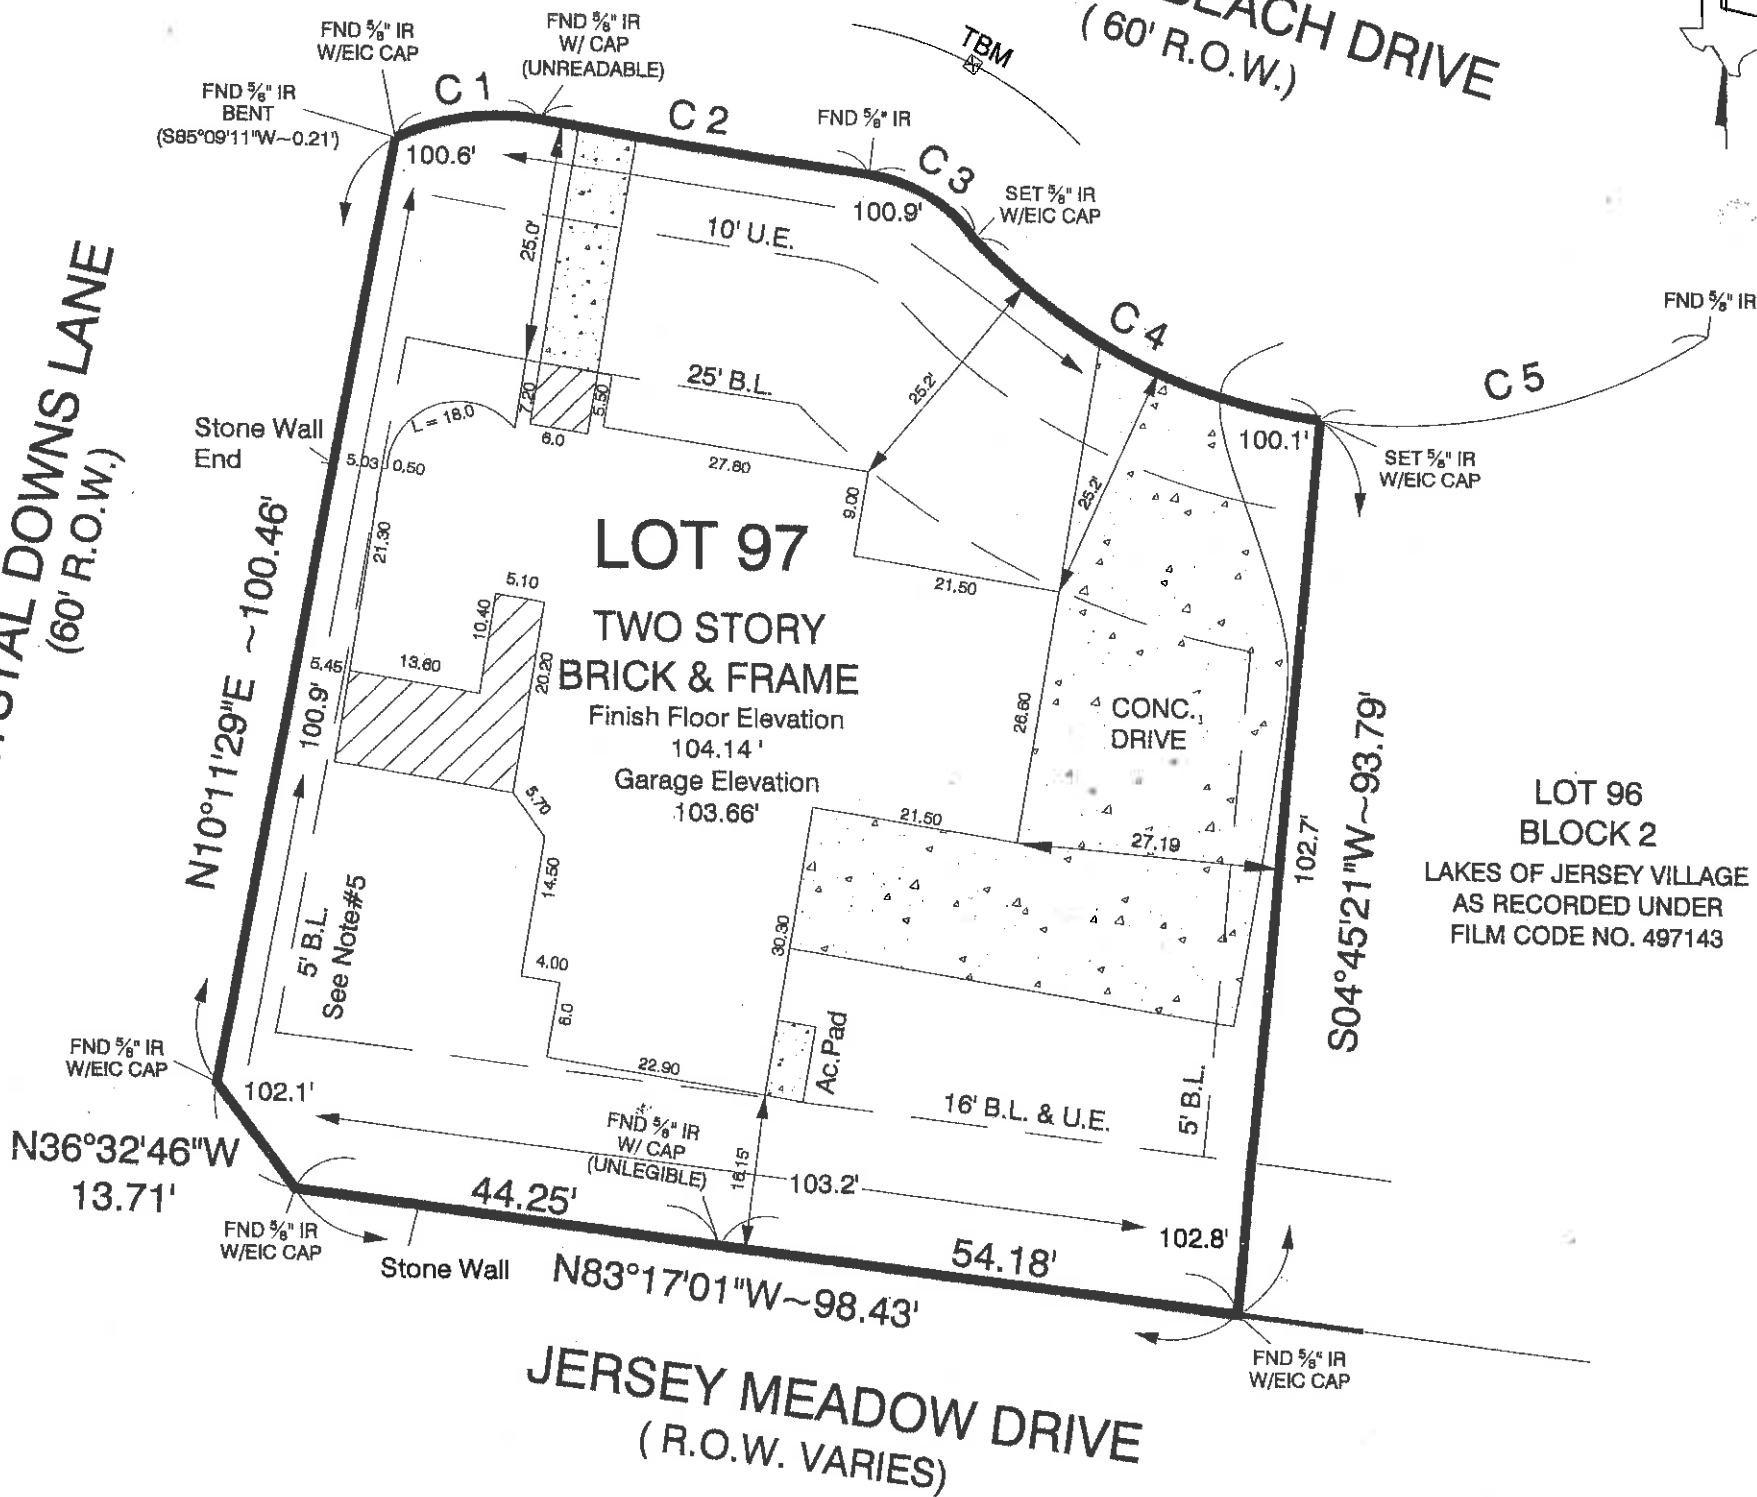 BEACH DRIVE
( 60' R.O.W.)
TBM
FND ⅝" IR
W/EIC CAP
FND ⅝" IR
W/ CAP
(UNREADABLE)
FND ⅝" IR
BENT
(S85°09'11"W~0.21')
C 1
C 2
FND ⅝" IR
C 3
SET ⅝" IR
W/EIC CAP
100.6'
100.9'
10' U.E.
25.0'
C 4
FND ⅝" IR
C 5
25' B.L.
25.2'
25.2'
100.1'
SET ⅝" IR
W/EIC CAP
DOWNS LANE
(60' R.O.W.)
Stone Wall
End
L = 18.0
7.20
5.50
6.0
27.80
5.03
0.50
9.00
21.30
21.50
LOT 97
TWO STORY
BRICK & FRAME
Finish Floor Elevation
104.14 '
Garage Elevation
103.66'
5.10
10.40
13.60
20.20
5.45
N10°11'29"E ~100.46'
100.9'
26.60
CONC.
DRIVE
5.70
21.50
27.19
14.50
30.30
4.00
6.0
22.90
102.7'
S04°45'21"W~93.79'
LOT 96
BLOCK 2
LAKES OF JERSEY VILLAGE
AS RECORDED UNDER
FILM CODE NO. 497143
5' B.L.
See Note#5
Ac.Pad
16' B.L. & U.E.
5' B.L.
FND ⅝" IR
W/EIC CAP
102.1'
N36°32'46"W
13.71'
FND ⅝" IR
W/ CAP
(UNLEGIBLE)
16.15'
103.2'
102.8'
44.25'
54.18'
FND ⅝" IR
W/EIC CAP
Stone Wall
N83°17'01"W~98.43'
FND ⅝" IR
W/EIC CAP
JERSEY MEADOW DRIVE
( R.O.W. VARIES)